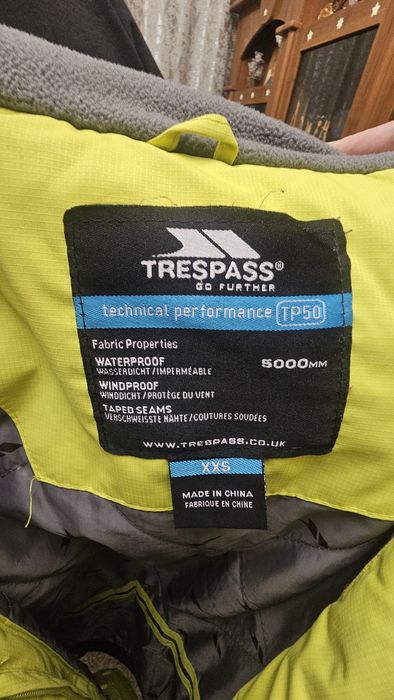 TRESPASS®
GO FURTHER
technical performance TP50
Fabric Properties
WATERPROOF 5000MM
WASSERDICHT/IMPERMÉABLE
WINDPROOF
WINDDICHT/PROTÈGE DU VENT
TAPED SEAMS
VERSCHWEISSTE NÄHTE/COUTURES SOUDÉES
WWW.TRESPASS.CO.UK
XXS
MADE IN CHINA
FABRIQUE EN CHINE